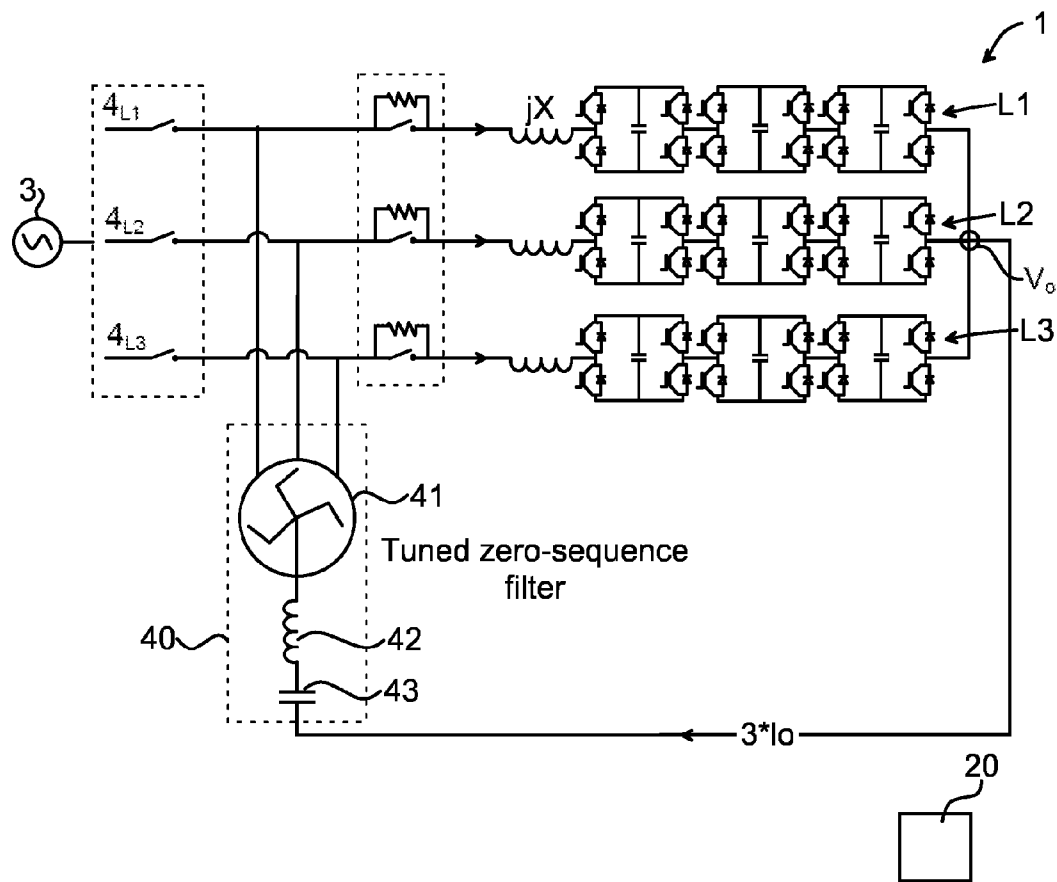 1
4L1
jX
L1
3
4L2
L2
Vo
4L3
L3
41
Tuned zero-sequence
filter
40
42
43
3*Io
20